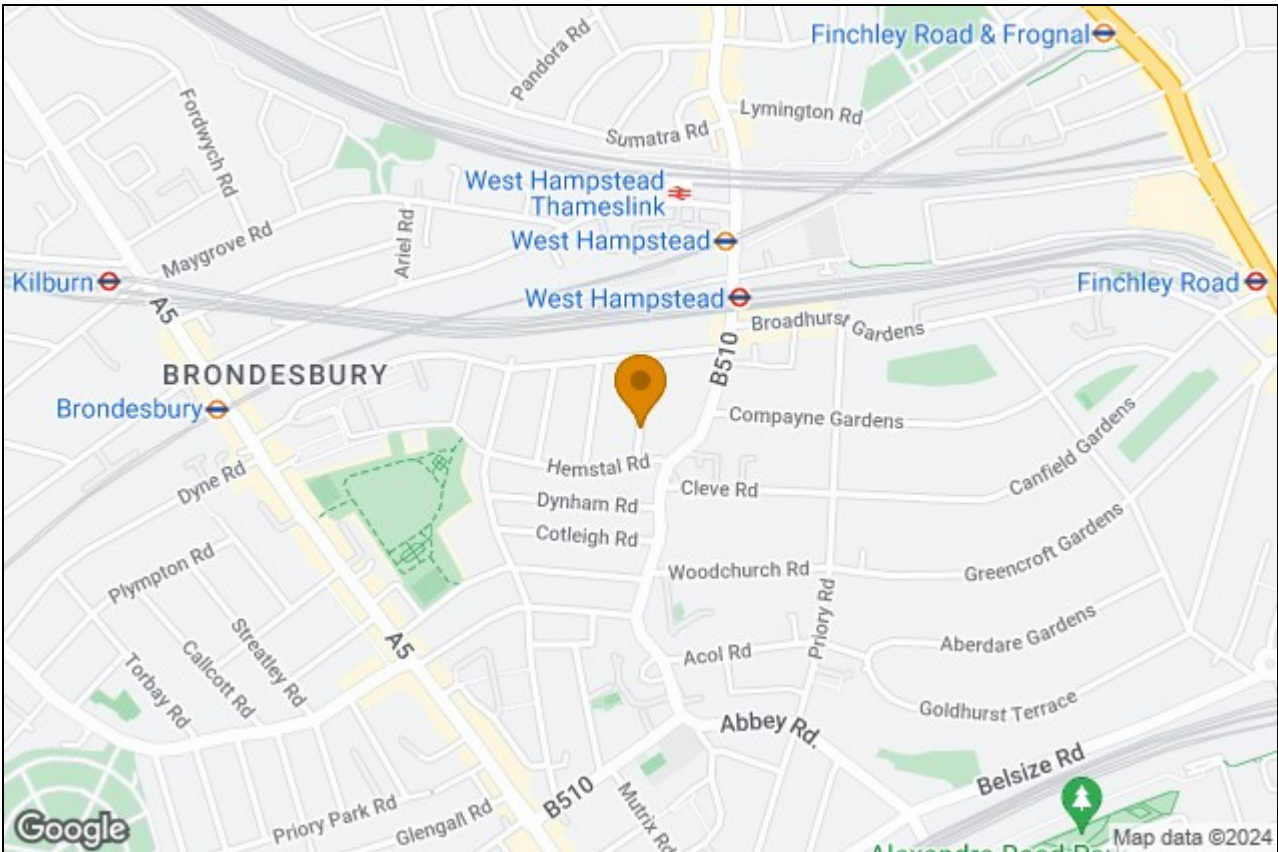 Finchley Road & Frognal
Pandora Rd
Lymington Rd
Sumatra Rd
Fordwych Rd
West Hampstead
Thameslink
Ariel Rd
Maygrove Rd
West Hampstead
Kilburn
West Hampstead
Finchley Road
A5
Broadhurst Gardens
B510
BRONDESBURY
Brondesbury
Compayne Gardens
Hemstal Rd
Dyne Rd
Cleve Rd
Canfield Gardens
Dynham Rd
Cotleigh Rd
Greencroft Gardens
Woodchurch Rd
Plympton Rd
Priory Rd
Streatley Rd
Aberdare Gardens
A5
Callcott Rd
Acol Rd
Torbay Rd
Goldhurst Terrace
Abbey Rd.
Belsize Rd
B510
Mutrix Rd
Priory Park Rd
Glengall Rd
Google
Map data ©2024
Alexandra Road Park